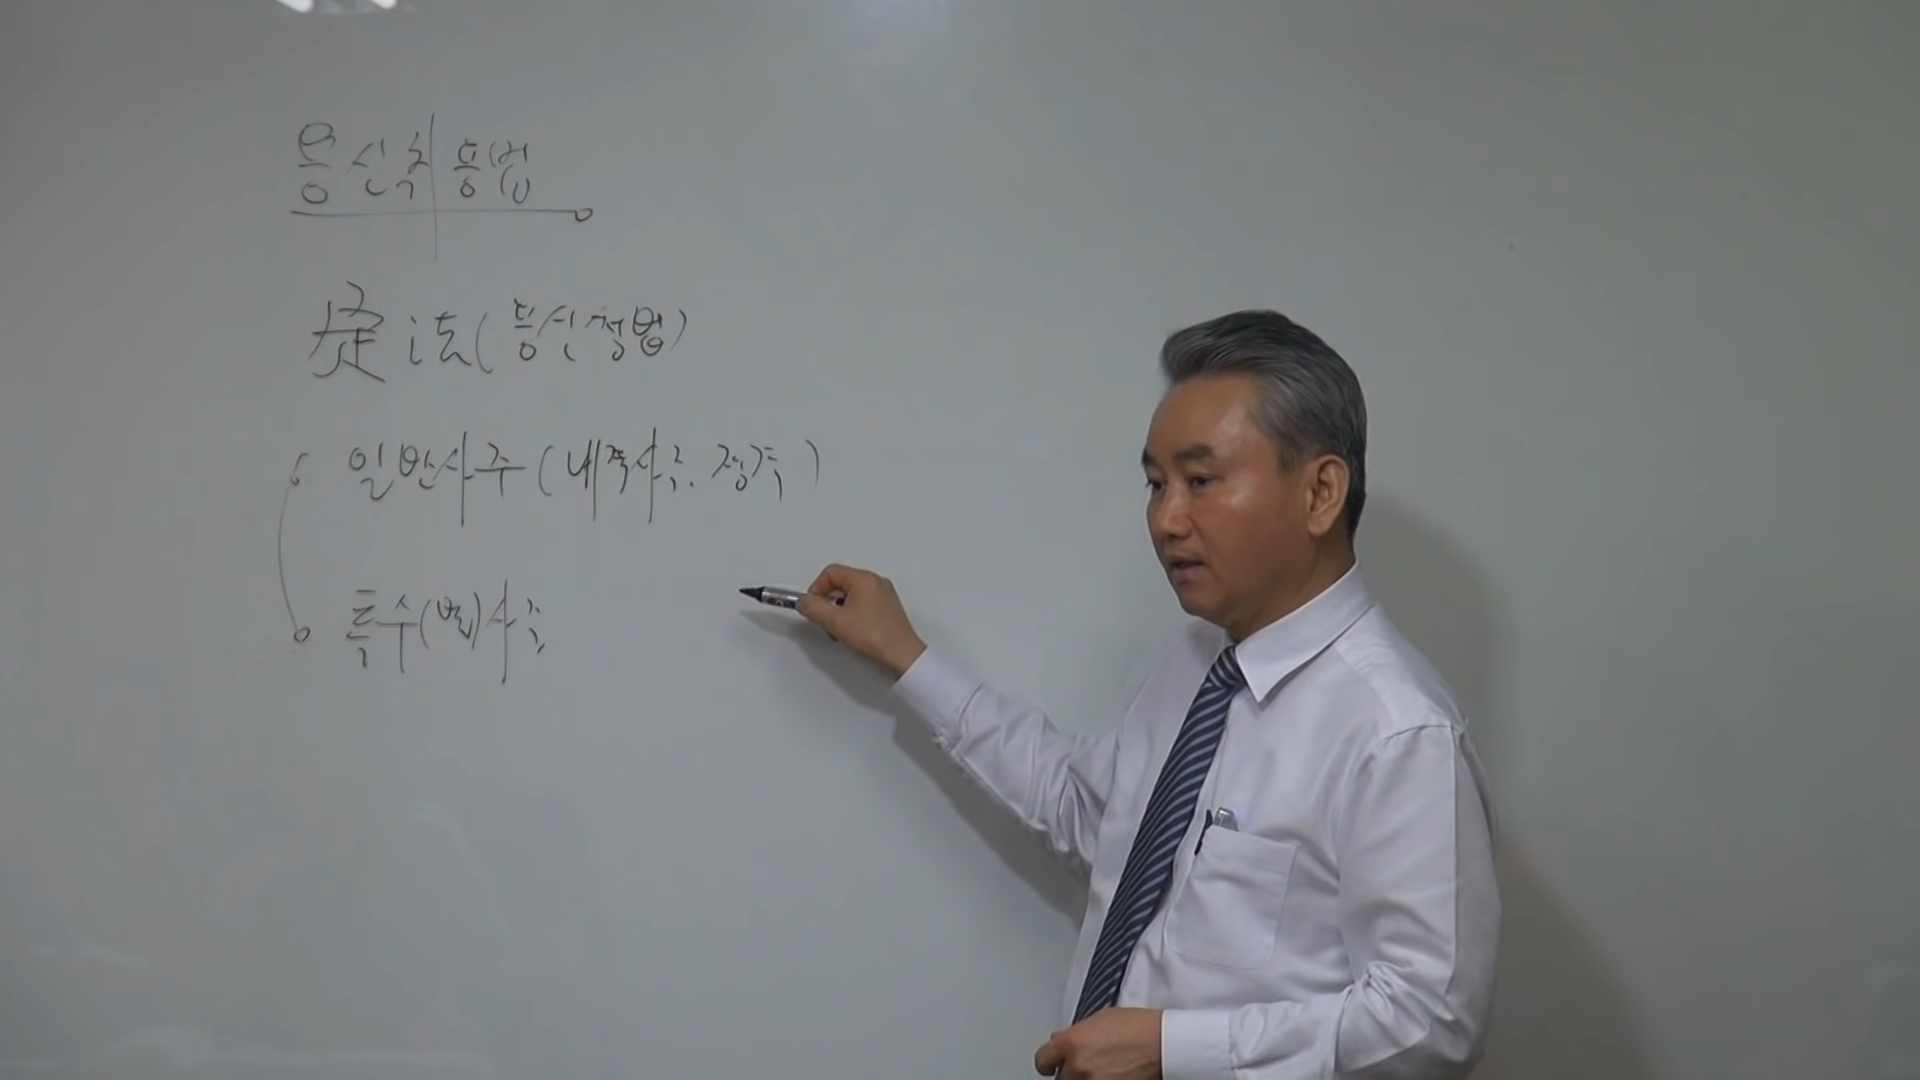 용신취용법
法(용신정법)
일반사주(내격사주. 정격)
특수(별)사주